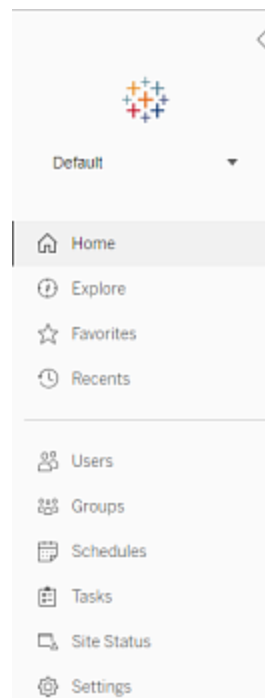 Default
Home
Explore
Favorites
Recents
Users
Groups
Schedules
Tasks
Site Status
Settings